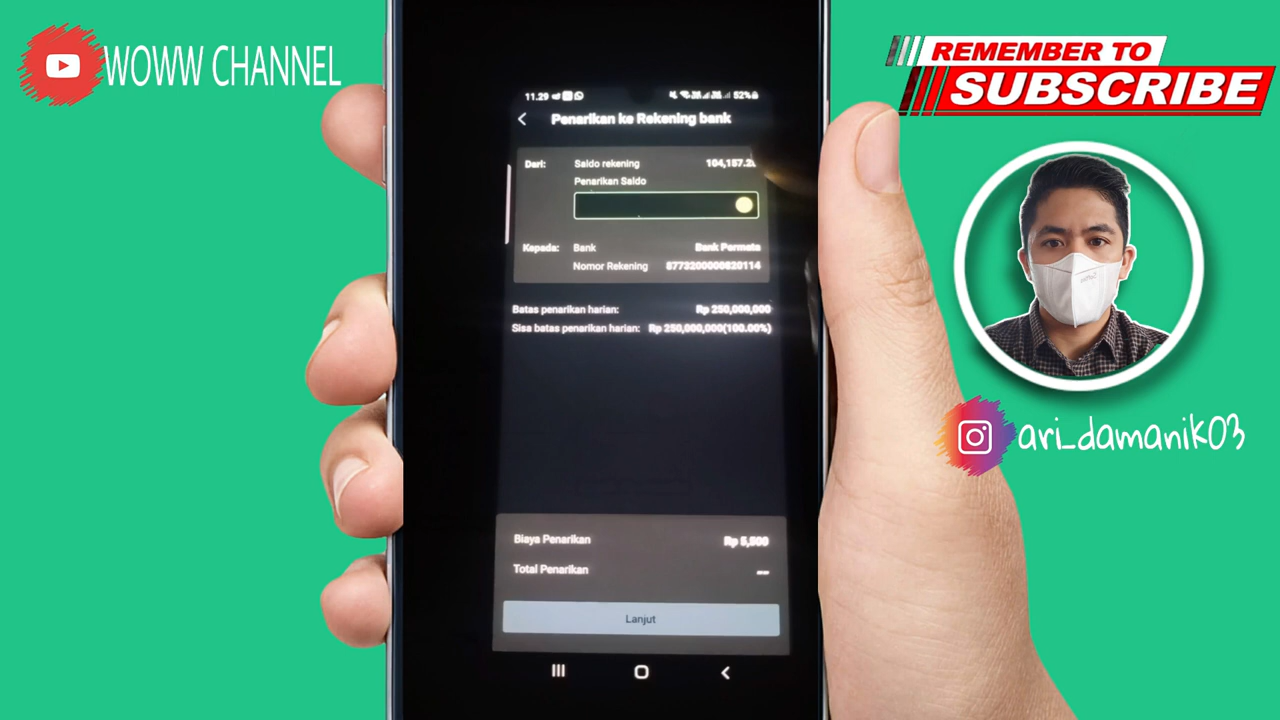 WOWW CHANNEL
REMEMBER TO
SUBSCRIBE
11.29
52%
Penarikan ke Rekening bank
Dari: Saldo rekening
Penarikan Saldo
Kepada: Bank Bank Permata
Nomor Rekening
Batas penarikan harian: Rp 250,000,000
Sisa batas penarikan harian: Rp 250,000,000(100.00%)
Biaya Penarikan Rp 5,500
Total Penarikan --
Lanjut
ari_damanik03